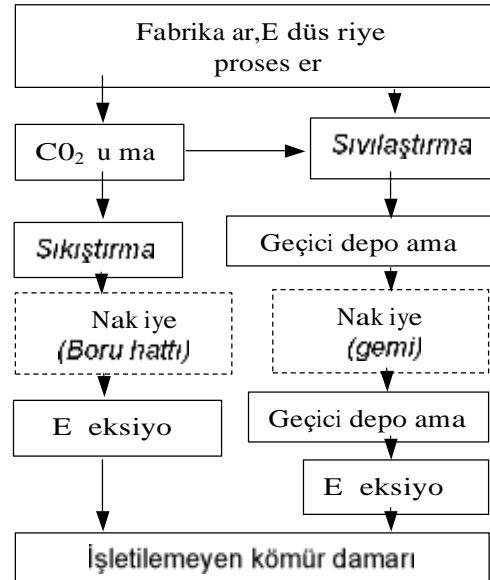 Fabrika ar,E düs riye
proses er
C0₂ u ma
Sıvılaştırma
Sıkıştırma
Geçici depo ama
Nak iye
(Boru hattı)
Nak iye
(gemi)
E eksiyo
Geçici depo ama
E eksiyo
İşletilemeyen kömür damarı